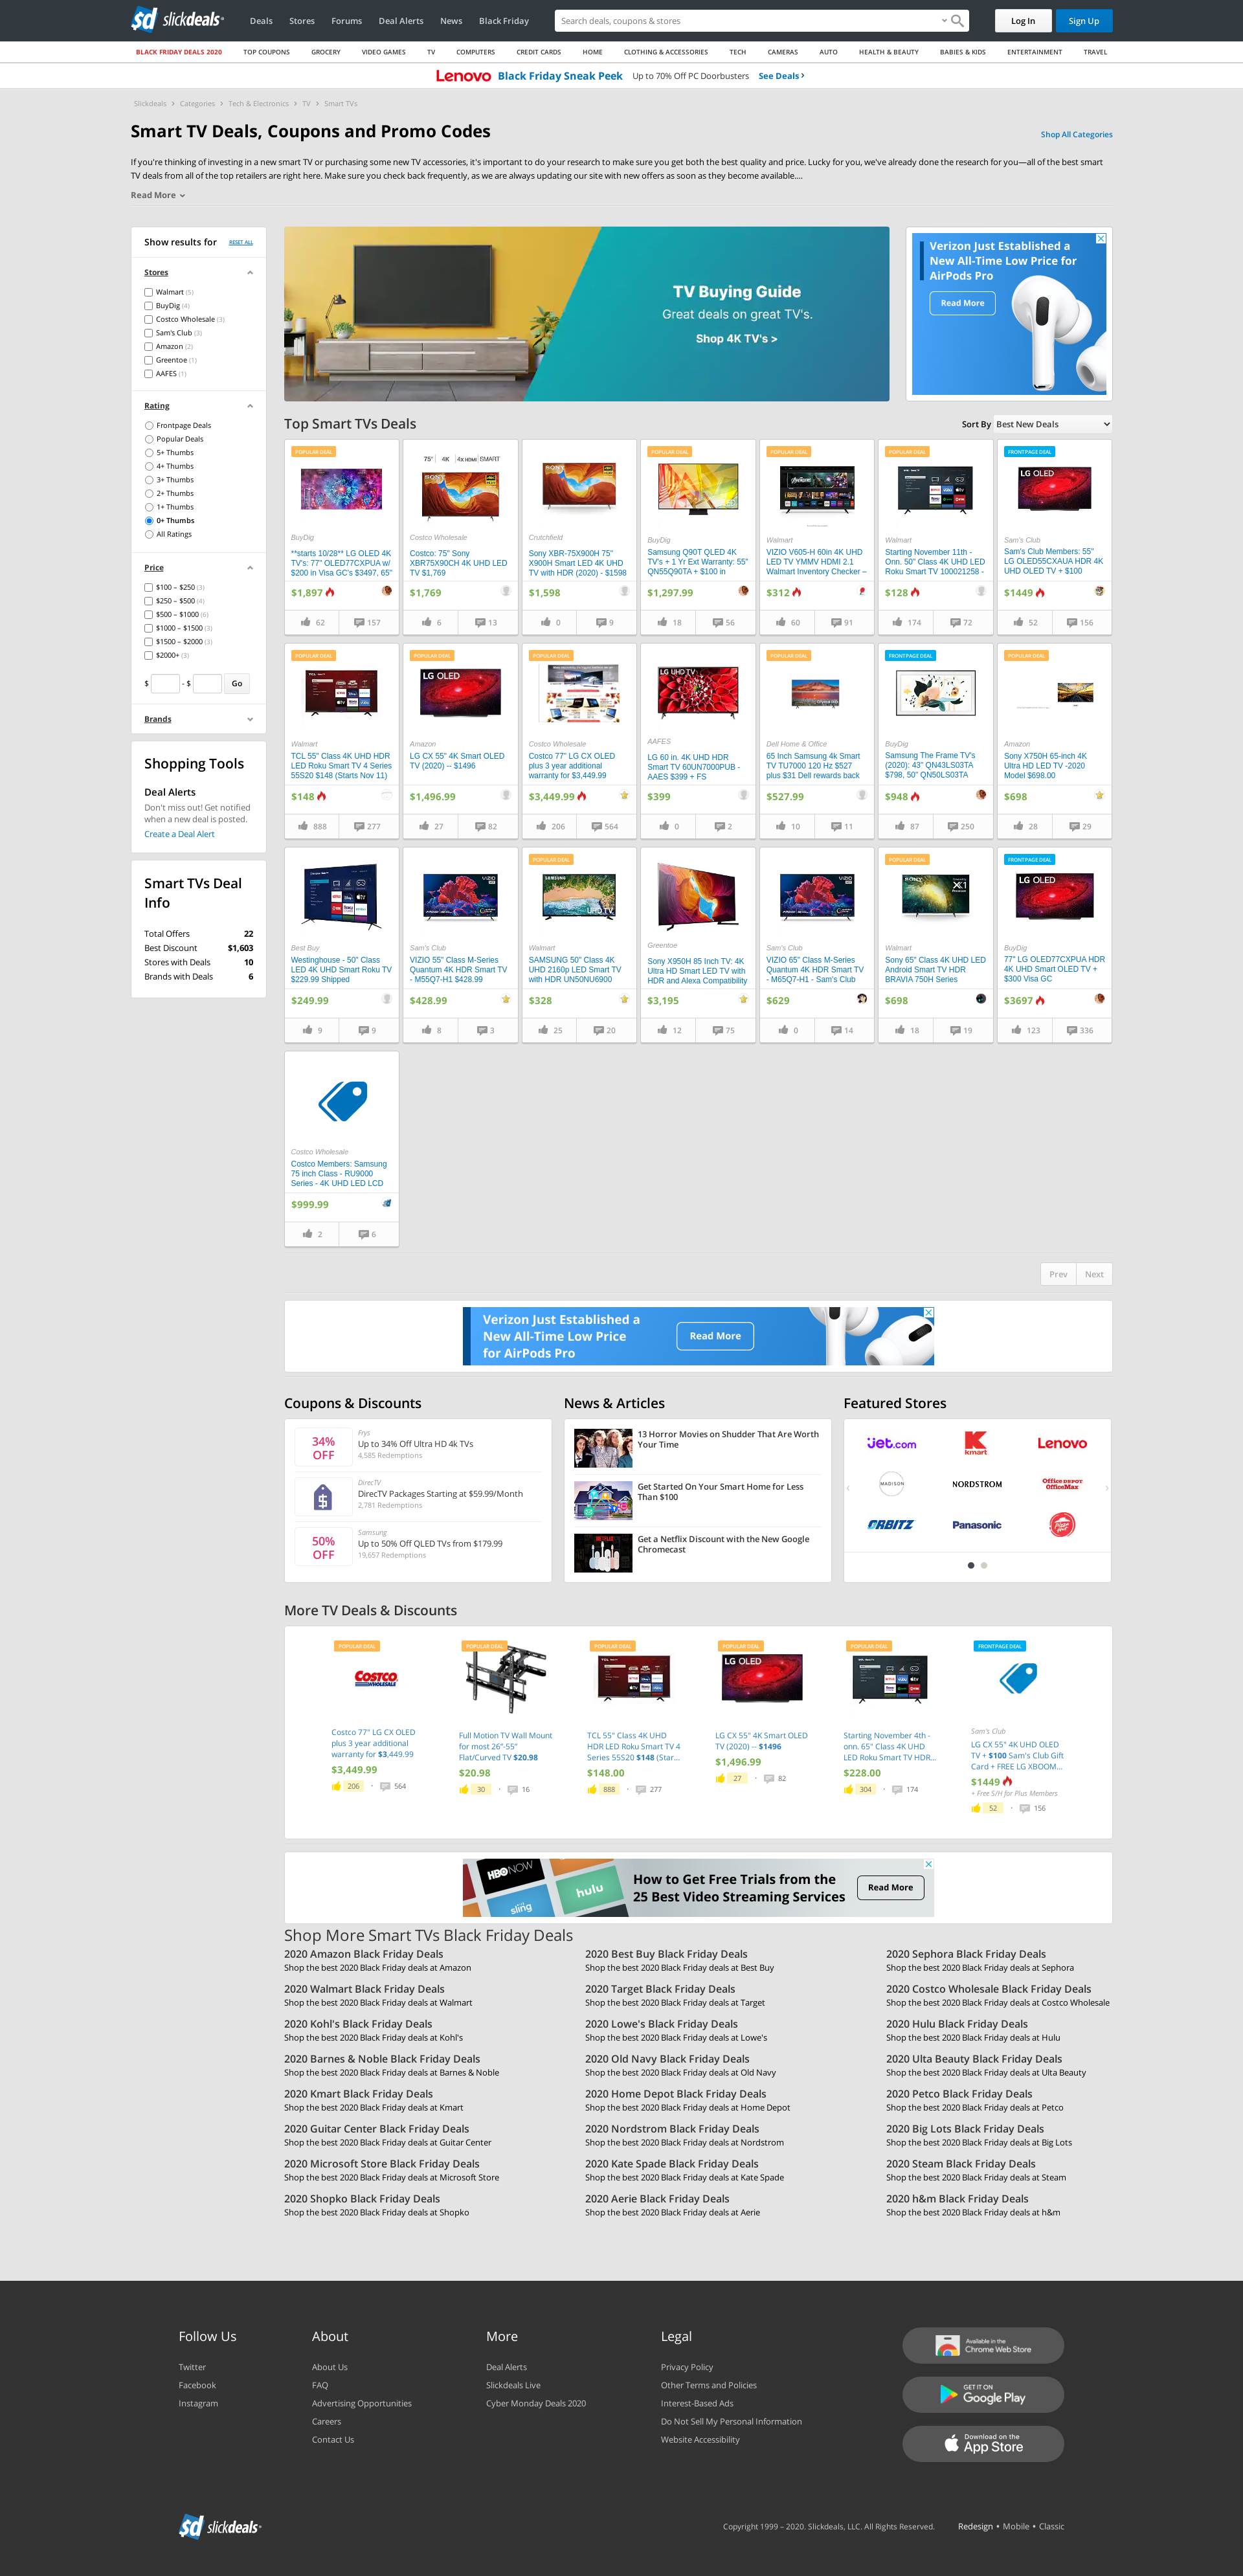 slickdeals
Deals
Stores
Forums
Deal Alerts
News
Black Friday
Search deals, coupons & stores
Log In
Sign Up
BLACK FRIDAY DEALS 2020
TOP COUPONS
GROCERY
VIDEO GAMES
TV
COMPUTERS
CREDIT CARDS
HOME
CLOTHING & ACCESSORIES
TECH
CAMERAS
AUTO
HEALTH & BEAUTY
BABIES & KIDS
ENTERTAINMENT
TRAVEL
Lenovo Black Friday Sneak Peek Up to 70% Off PC Doorbusters See Deals
Slickdeals > Categories > Tech & Electronics > TV > Smart TVs
Smart TV Deals, Coupons and Promo Codes
Shop All Categories
If you're thinking of investing in a new smart TV or purchasing some new TV accessories, it's important to do your research to make sure you get both the best quality and price. Lucky for you, we've already done the research for you—all of the best smart
TV deals from all of the top retailers are right here. Make sure you check back frequently, as we are always updating our site with new offers as soon as they become available....
Read More
Show results for RESET ALL
Stores
Walmart (5)
BuyDig (4)
Costco Wholesale (3)
Sam's Club (3)
Amazon (2)
Greentoe (1)
AAFES (1)
Rating
Frontpage Deals
Popular Deals
5+ Thumbs
4+ Thumbs
3+ Thumbs
2+ Thumbs
1+ Thumbs
0+ Thumbs
All Ratings
Price
$100 – $250 (3)
$250 – $500 (4)
$500 – $1000 (6)
$1000 – $1500 (3)
$1500 – $2000 (3)
$2000+ (3)
$ - $ Go
Brands
Shopping Tools
Deal Alerts
Don't miss out! Get notified
when a new deal is posted.
Create a Deal Alert
Smart TVs Deal
Info
Total Offers 22
Best Discount $1,603
Stores with Deals 10
Brands with Deals 6
TV Buying Guide
Great deals on great TV's.
Shop 4K TV's >
Verizon Just Established a
New All-Time Low Price for
AirPods Pro
Read More
Top Smart TVs Deals
Sort By Best New Deals
POPULAR DEAL
BuyDig
**starts 10/28** LG OLED 4K
TV's: 77" OLED77CXPUA w/
$200 in Visa GC's $3497, 65"
$1,897
62 157
75" 4K 4X HDMI SMART
Costco Wholesale
Costco: 75" Sony
XBR75X90CH 4K UHD LED
TV $1,769
$1,769
6 13
Crutchfield
Sony XBR-75X900H 75"
X900H Smart LED 4K UHD
TV with HDR (2020) - $1598
$1,598
0 9
POPULAR DEAL
BuyDig
Samsung Q90T QLED 4K
TV's + 1 Yr Ext Warranty: 55"
QN55Q90TA + $100 in
$1,297.99
18 56
POPULAR DEAL
Walmart
VIZIO V605-H 60in 4K UHD
LED TV YMMV HDMI 2.1
Walmart Inventory Checker –
$312
60 91
POPULAR DEAL
Walmart
Starting November 11th -
Onn. 50" Class 4K UHD LED
Roku Smart TV 100021258 -
$128
174 72
FRONTPAGE DEAL
LG OLED
Sam's Club
Sam's Club Members: 55"
LG OLED55CXAUA HDR 4K
UHD OLED TV + $100
$1449
52 156
POPULAR DEAL
Walmart
TCL 55" Class 4K UHD HDR
LED Roku Smart TV 4 Series
55S20 $148 (Starts Nov 11)
$148
888 277
POPULAR DEAL
LG OLED
Amazon
LG CX 55" 4K Smart OLED
TV (2020) -- $1496
$1,496.99
27 82
POPULAR DEAL
Costco Wholesale
Costco 77" LG CX OLED
plus 3 year additional
warranty for $3,449.99
$3,449.99
206 564
LG UHD TV
AAFES
LG 60 in. 4K UHD HDR
Smart TV 60UN7000PUB -
AAES $399 + FS
$399
0 2
POPULAR DEAL
Dell Home & Office
65 Inch Samsung 4k Smart
TV TU7000 120 Hz $527
plus $31 Dell rewards back
$527.99
10 11
FRONTPAGE DEAL
BuyDig
Samsung The Frame TV's
(2020): 43" QN43LS03TA
$798, 50" QN50LS03TA
$948
87 250
POPULAR DEAL
Amazon
Sony X750H 65-inch 4K
Ultra HD LED TV -2020
Model $698.00
$698
28 29
Best Buy
Westinghouse - 50" Class
LED 4K UHD Smart Roku TV
$229.99 Shipped
$249.99
9 9
VIZIO
Sam's Club
VIZIO 55" Class M-Series
Quantum 4K HDR Smart TV
- M55Q7-H1 $428.99
$428.99
8 3
POPULAR DEAL
SAMSUNG
UHD TV
Walmart
SAMSUNG 50" Class 4K
UHD 2160p LED Smart TV
with HDR UN50NU6900
$328
25 20
Greentoe
Sony X950H 85 Inch TV: 4K
Ultra HD Smart LED TV with
HDR and Alexa Compatibility
$3,195
12 75
VIZIO
Sam's Club
VIZIO 65" Class M-Series
Quantum 4K HDR Smart TV
- M65Q7-H1 - Sam's Club
$629
0 14
POPULAR DEAL
SONY
X1
Walmart
Sony 65" Class 4K UHD LED
Android Smart TV HDR
BRAVIA 750H Series
$698
18 19
FRONTPAGE DEAL
LG OLED
BuyDig
77" LG OLED77CXPUA HDR
4K UHD Smart OLED TV +
$300 Visa GC
$3697
123 336
Costco Wholesale
Costco Members: Samsung
75 inch Class - RU9000
Series - 4K UHD LED LCD
$999.99
2 6
Prev Next
Verizon Just Established a
New All-Time Low Price
for AirPods Pro
Read More
Coupons & Discounts
34%
OFF
Frys
Up to 34% Off Ultra HD 4k TVs
4,585 Redemptions
DirecTV
DirecTV Packages Starting at $59.99/Month
2,781 Redemptions
50%
OFF
Samsung
Up to 50% Off QLED TVs from $179.99
19,657 Redemptions
News & Articles
13 Horror Movies on Shudder That Are Worth
Your Time
Get Started On Your Smart Home for Less
Than $100
NETFLIX
Get a Netflix Discount with the New Google
Chromecast
Featured Stores
Jet.com
kmart
Lenovo
MADISON
NORDSTROM
Office DEPOT
OfficeMax
ORBITZ
Panasonic
Pizza Hut
More TV Deals & Discounts
POPULAR DEAL
COSTCO
WHOLESALE
Costco 77" LG CX OLED
plus 3 year additional
warranty for $3,449.99
$3,449.99
206 · 564
POPULAR DEAL
Full Motion TV Wall Mount
for most 26"-55"
Flat/Curved TV $20.98
$20.98
30 · 16
POPULAR DEAL
TCL 55" Class 4K UHD
HDR LED Roku Smart TV 4
Series 55S20 $148 (Star...
$148.00
888 · 277
POPULAR DEAL
LG OLED
LG CX 55" 4K Smart OLED
TV (2020) -- $1496
$1,496.99
27 · 82
POPULAR DEAL
Starting November 4th -
onn. 65" Class 4K UHD
LED Roku Smart TV HDR...
$228.00
304 · 174
FRONTPAGE DEAL
Sam's Club
LG CX 55" 4K UHD OLED
TV + $100 Sam's Club Gift
Card + FREE LG XBOOM...
$1449
+ Free S/H for Plus Members
52 · 156
HBO NOW
sling
hulu
How to Get Free Trials from the
25 Best Video Streaming Services
Read More
Shop More Smart TVs Black Friday Deals
2020 Amazon Black Friday Deals
Shop the best 2020 Black Friday deals at Amazon
2020 Best Buy Black Friday Deals
Shop the best 2020 Black Friday deals at Best Buy
2020 Sephora Black Friday Deals
Shop the best 2020 Black Friday deals at Sephora
2020 Walmart Black Friday Deals
Shop the best 2020 Black Friday deals at Walmart
2020 Target Black Friday Deals
Shop the best 2020 Black Friday deals at Target
2020 Costco Wholesale Black Friday Deals
Shop the best 2020 Black Friday deals at Costco Wholesale
2020 Kohl's Black Friday Deals
Shop the best 2020 Black Friday deals at Kohl's
2020 Lowe's Black Friday Deals
Shop the best 2020 Black Friday deals at Lowe's
2020 Hulu Black Friday Deals
Shop the best 2020 Black Friday deals at Hulu
2020 Barnes & Noble Black Friday Deals
Shop the best 2020 Black Friday deals at Barnes & Noble
2020 Old Navy Black Friday Deals
Shop the best 2020 Black Friday deals at Old Navy
2020 Ulta Beauty Black Friday Deals
Shop the best 2020 Black Friday deals at Ulta Beauty
2020 Kmart Black Friday Deals
Shop the best 2020 Black Friday deals at Kmart
2020 Home Depot Black Friday Deals
Shop the best 2020 Black Friday deals at Home Depot
2020 Petco Black Friday Deals
Shop the best 2020 Black Friday deals at Petco
2020 Guitar Center Black Friday Deals
Shop the best 2020 Black Friday deals at Guitar Center
2020 Nordstrom Black Friday Deals
Shop the best 2020 Black Friday deals at Nordstrom
2020 Big Lots Black Friday Deals
Shop the best 2020 Black Friday deals at Big Lots
2020 Microsoft Store Black Friday Deals
Shop the best 2020 Black Friday deals at Microsoft Store
2020 Kate Spade Black Friday Deals
Shop the best 2020 Black Friday deals at Kate Spade
2020 Steam Black Friday Deals
Shop the best 2020 Black Friday deals at Steam
2020 Shopko Black Friday Deals
Shop the best 2020 Black Friday deals at Shopko
2020 Aerie Black Friday Deals
Shop the best 2020 Black Friday deals at Aerie
2020 h&m Black Friday Deals
Shop the best 2020 Black Friday deals at h&m
Follow Us
Twitter
Facebook
Instagram
About
About Us
FAQ
Advertising Opportunities
Careers
Contact Us
More
Deal Alerts
Slickdeals Live
Cyber Monday Deals 2020
Legal
Privacy Policy
Other Terms and Policies
Interest-Based Ads
Do Not Sell My Personal Information
Website Accessibility
Available in the
Chrome Web Store
GET IT ON
Google Play
Download on the
App Store
slickdeals
Copyright 1999 – 2020. Slickdeals, LLC. All Rights Reserved.
Redesign • Mobile • Classic